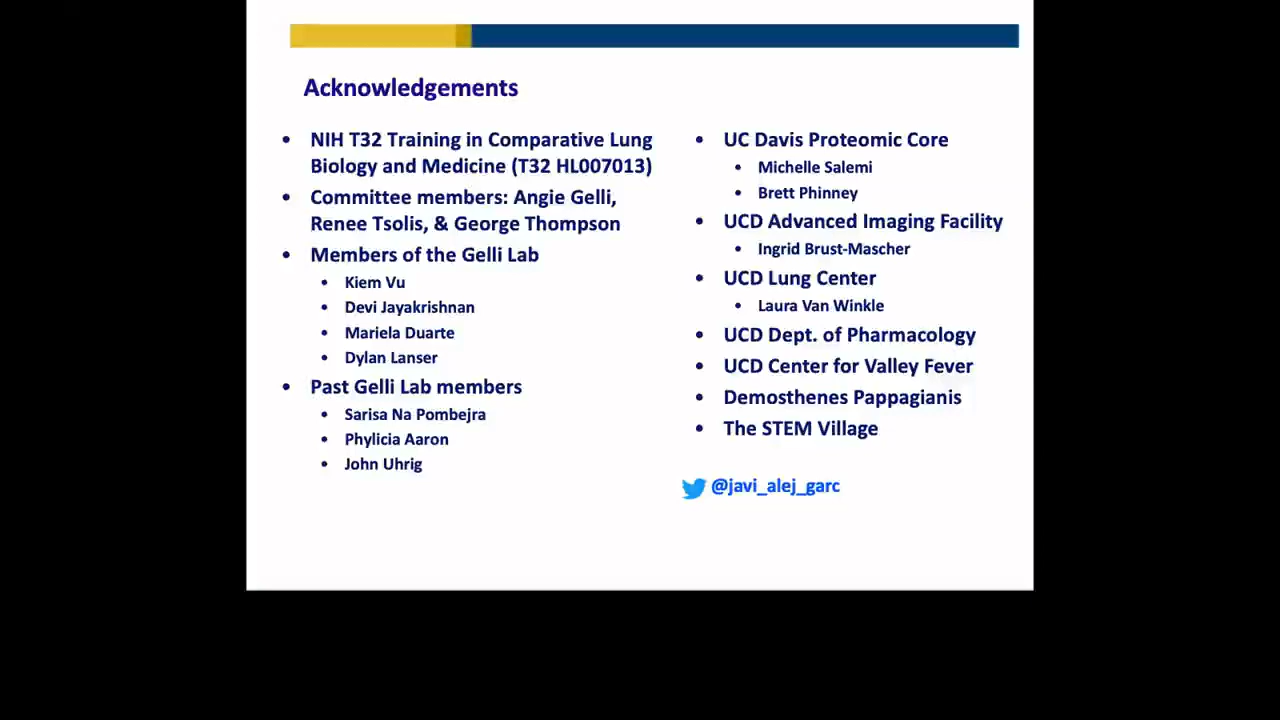 Acknowledgements
• NIH T32 Training in Comparative Lung
Biology and Medicine (T32 HL007013)
• Committee members: Angie Gelli,
Renee Tsolis, & George Thompson
• Members of the Gelli Lab
• Kiem Vu
• Devi Jayakrishnan
• Mariela Duarte
• Dylan Lanser
• Past Gelli Lab members
• Sarisa Na Pombejra
• Phylicia Aaron
• John Uhrig
• UC Davis Proteomic Core
• Michelle Salemi
• Brett Phinney
• UCD Advanced Imaging Facility
• Ingrid Brust-Mascher
• UCD Lung Center
• Laura Van Winkle
• UCD Dept. of Pharmacology
• UCD Center for Valley Fever
• Demosthenes Pappagianis
• The STEM Village
@javi_alej_garc